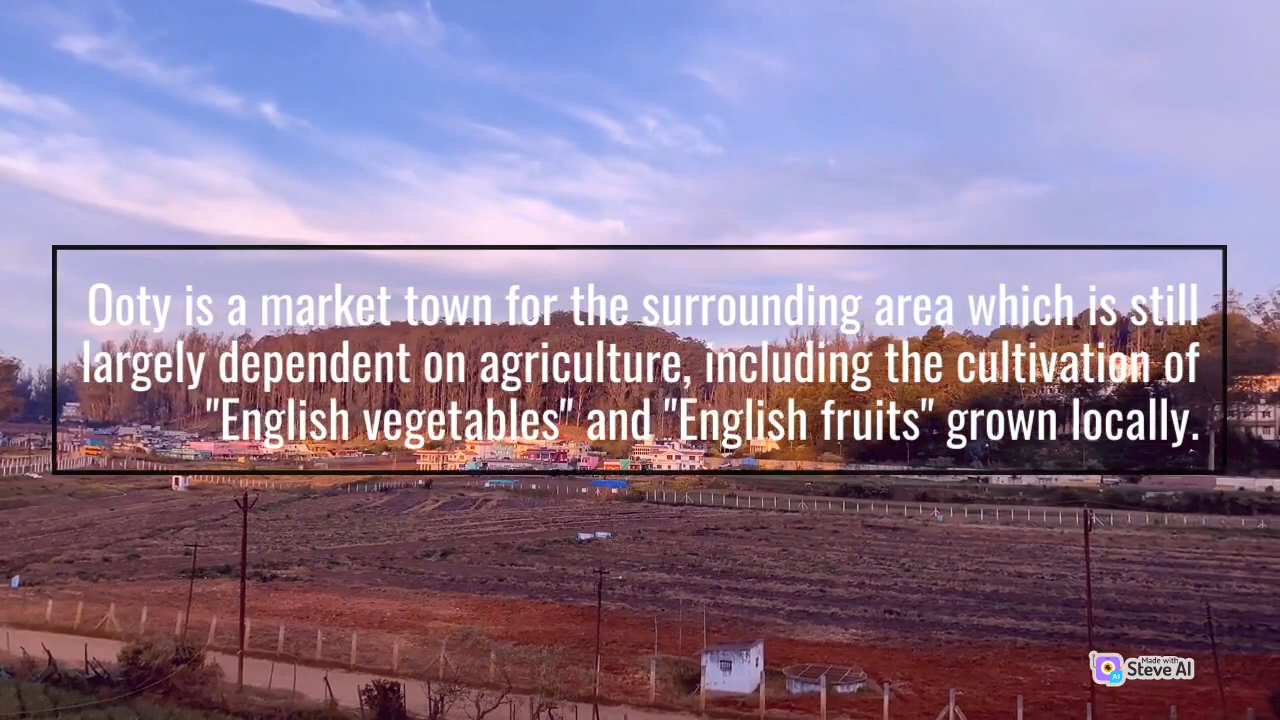 Ooty is a market town for the surrounding area which is still
largely dependent on agriculture, including the cultivation of
"English vegetables" and "English fruits" grown locally.
Made with
Steve AI
AI